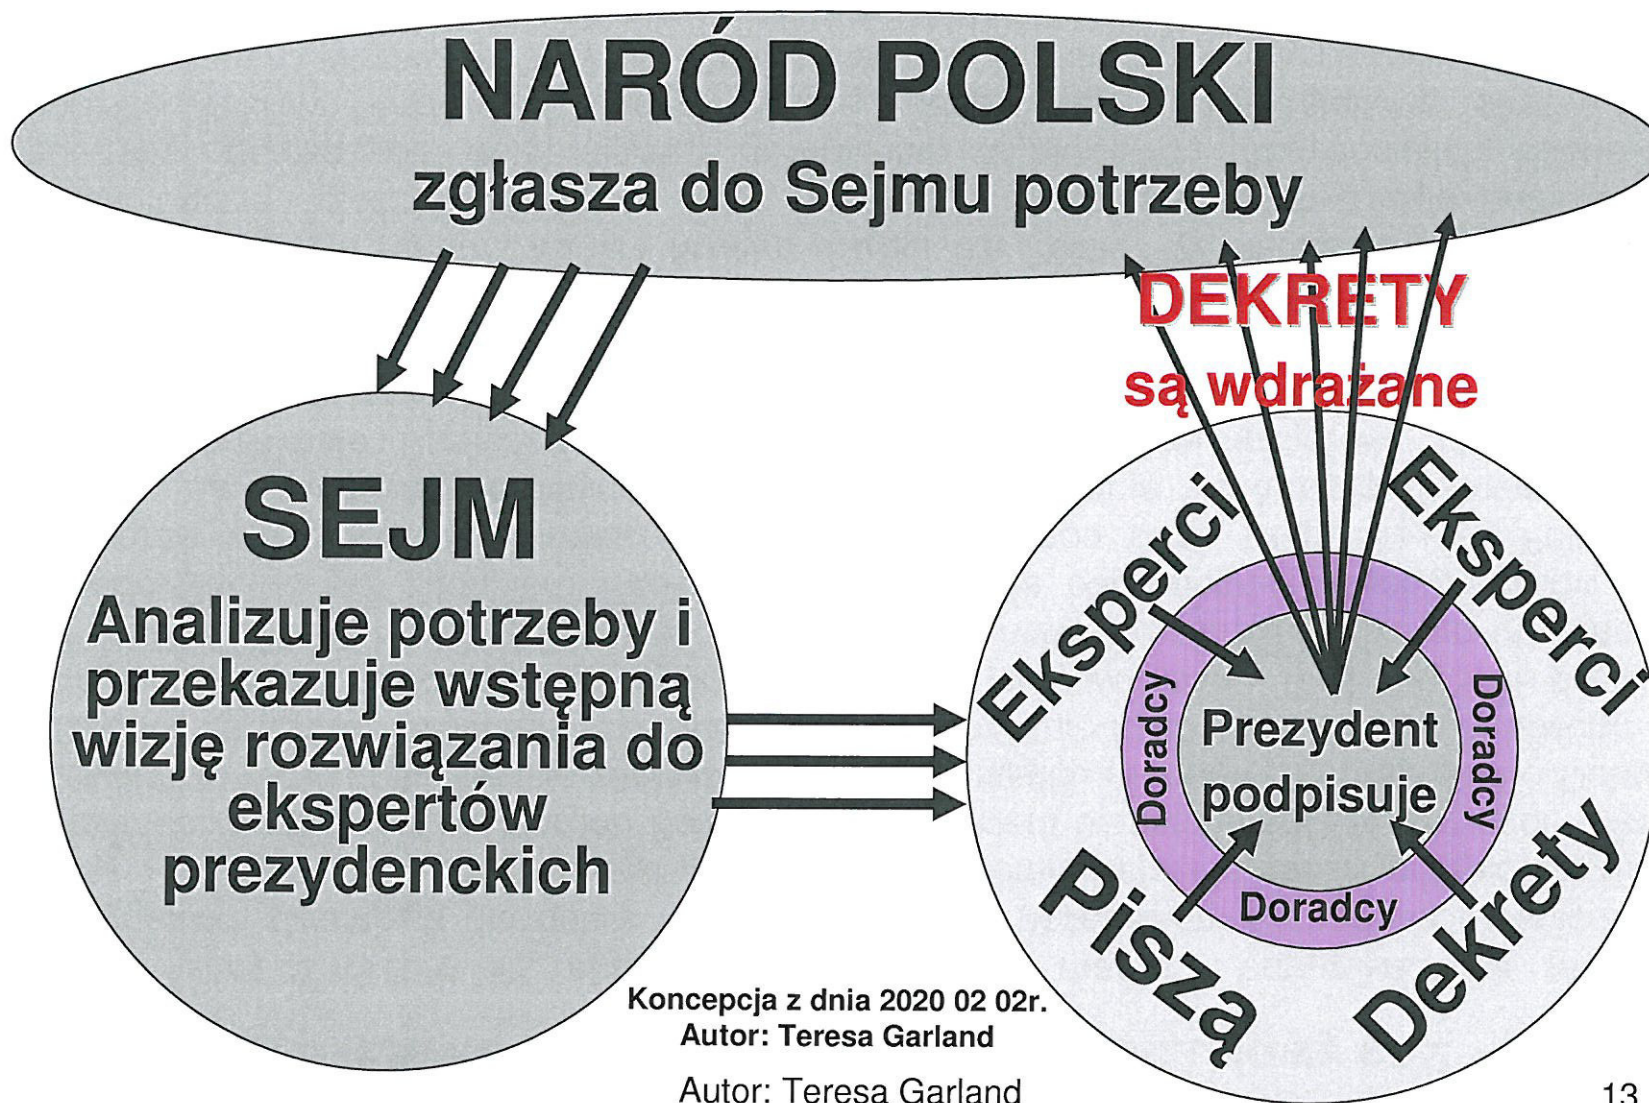 NARÓD POLSKI
zgłasza do Sejmu potrzeby
DEKRETY
są wdrażane
SEJM
Analizuje potrzeby i
przekazuje wstępną
wizję rozwiązania do
ekspertów
prezydenckich
Eksperci
Eksperci
Doradcy
Doradcy
Prezydent
podpisuje
Doradcy
Piszą
Dekrety
Koncepcja z dnia 2020 02 02r.
Autor: Teresa Garland
Autor: Teresa Garland
13